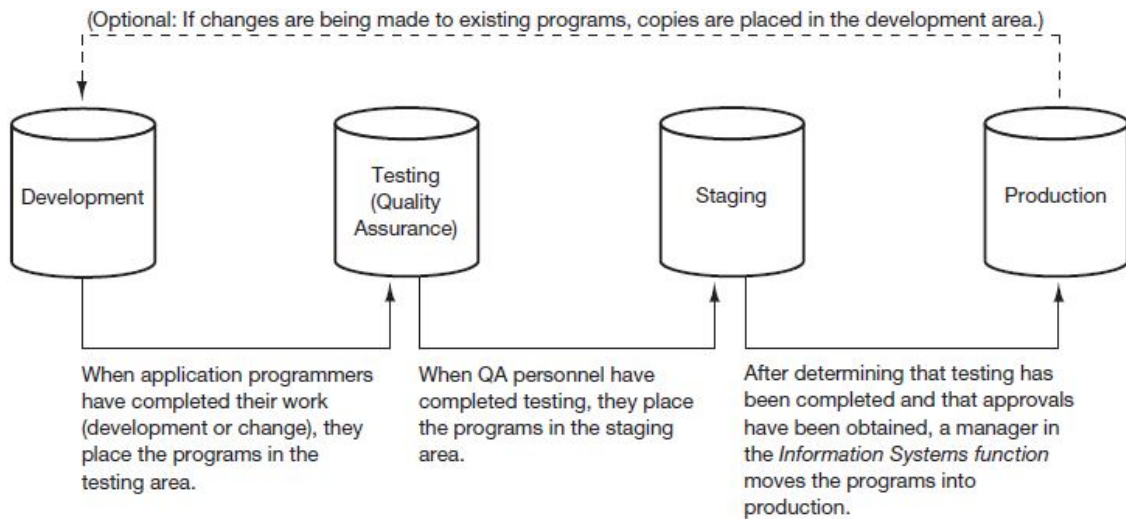 (Optional: If changes are being made to existing programs, copies are placed in the development area.)
Development
Testing
(Quality
Assurance)
Staging
Production
When application programmers
have completed their work
(development or change), they
place the programs in the
testing area.
When QA personnel have
completed testing, they place
the programs in the staging
area.
After determining that testing has
been completed and that approvals
have been obtained, a manager in
the Information Systems function
moves the programs into
production.